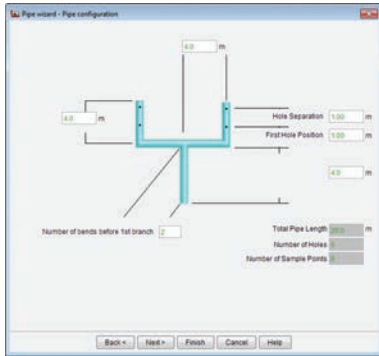 Pipe wizard - Pipe configuration
4.0 m
4.0 m
Hole Separation 1.00 m
First Hole Position 1.00 m
4.0 m
Number of bends before 1st branch 2
Total Pipe Length m
Number of Holes
Number of Sample Points
Back < Next > Finish Cancel Help